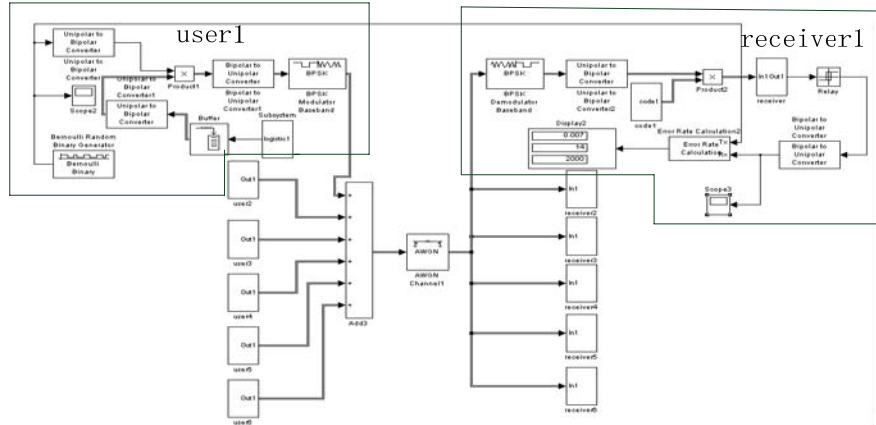 user1
Unipolar to
Bipolar
Converter
Unipolar to
Bipolar
Converter
Scope2
Unipolar to
Bipolar
Converter1
Unipolar to
Bipolar
Converter
Product1
Bipolar to
Unipolar
Converter
Bipolar to
Unipolar
Converter1
BPSK
BPSK
Modulator
Baseband
Buffer
Subsystem
logistic1
Bernoulli Random
Binary Generator
Bernoulli
Binary
receiver1
BPSK
BPSK
Demodulator
Baseband
Unipolar to
Bipolar
Converter
Unipolar to
Bipolar
Converter2
code1
code1
Product2
In1 Out1
receiver
Relay
Display2
0.007
14
2000
Error Rate Calculation2
Error Rate
Calculation
Tx
Rx
Bipolar to
Unipolar
Converter
Bipolar to
Unipolar
Converter
Scope3
Out1
user2
Out1
user3
Out1
user4
Out1
user5
Out1
user6
Add3
AWGN
AWGN
Channel1
In1
receiver2
In1
receiver3
In1
receiver4
In1
receiver5
In1
receiver6